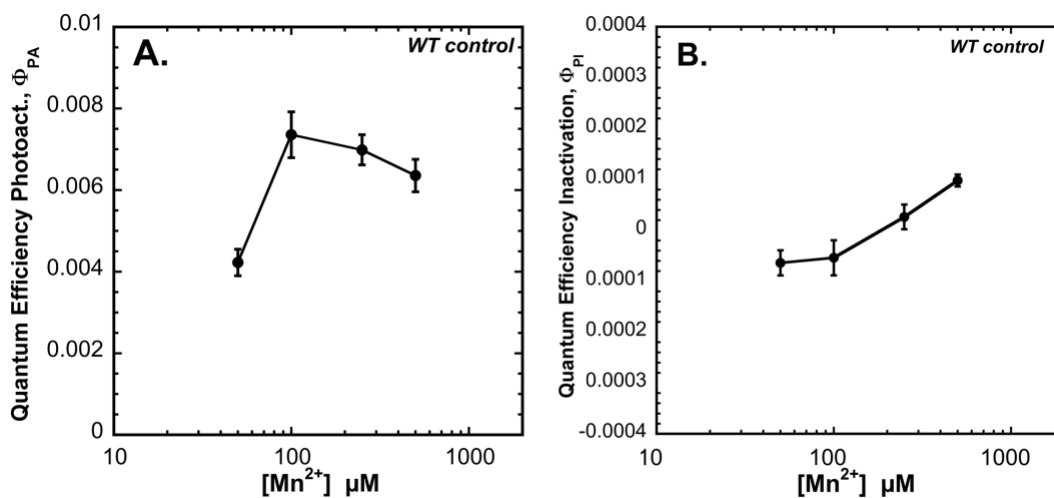 A.
WT control
Quantum Efficiency Photoact., Φ_PA
0.01
0.008
0.006
0.004
0.002
0
10
100
1000
[Mn²⁺] µM
B.
WT control
Quantum Efficiency Inactivation, Φ_PI
0.0004
0.0003
0.0002
0.0001
0
0.0001
0.0002
0.0003
-0.0004
10
100
1000
[Mn²⁺] µM